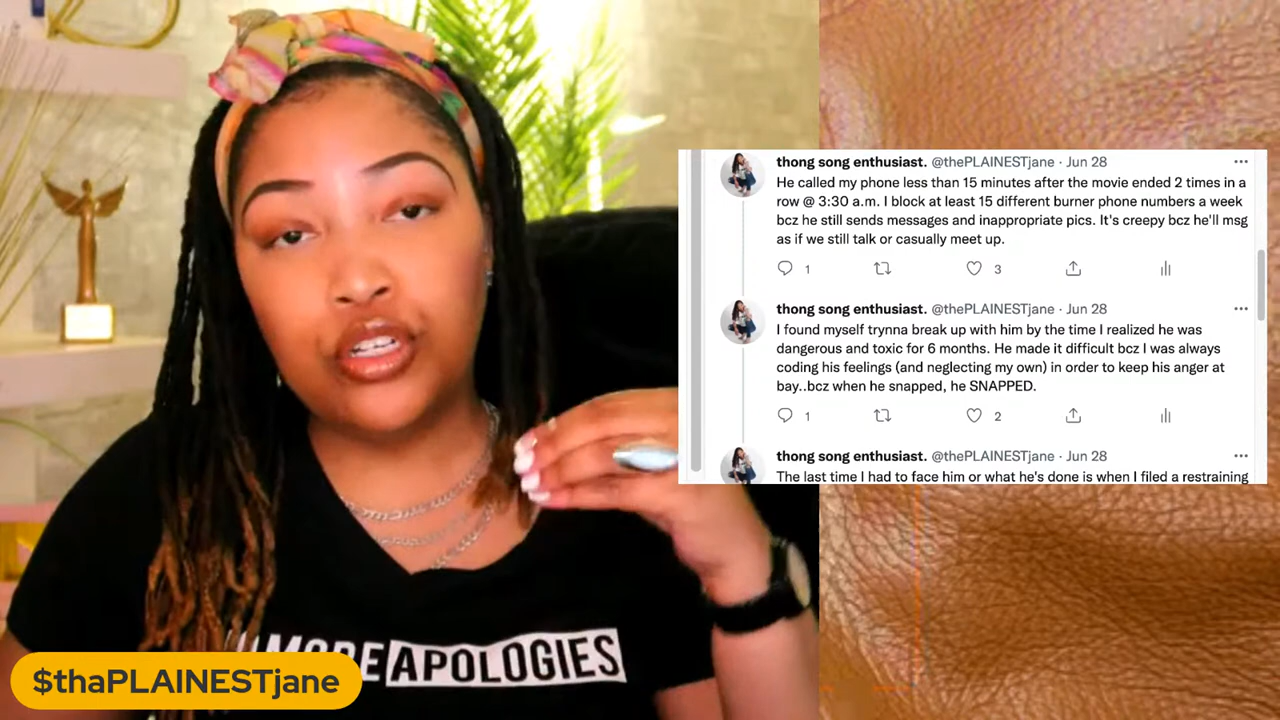 thong song enthusiast. @thePLAINESTjane · Jun 28
He called my phone less than 15 minutes after the movie ended 2 times in a
row @ 3:30 a.m. I block at least 15 different burner phone numbers a week
bcz he still sends messages and inappropriate pics. It's creepy bcz he'll msg
as if we still talk or casually meet up.
1 3
thong song enthusiast. @thePLAINESTjane · Jun 28
I found myself trynna break up with him by the time I realized he was
dangerous and toxic for 6 months. He made it difficult bcz I was always
coding his feelings (and neglecting my own) in order to keep his anger at
bay..bcz when he snapped, he SNAPPED.
1 2
thong song enthusiast. @thePLAINESTjane · Jun 28
The last time I had to face him or what he's done is when I filed a restraining
MORE APOLOGIES
$thaPLAINESTjane